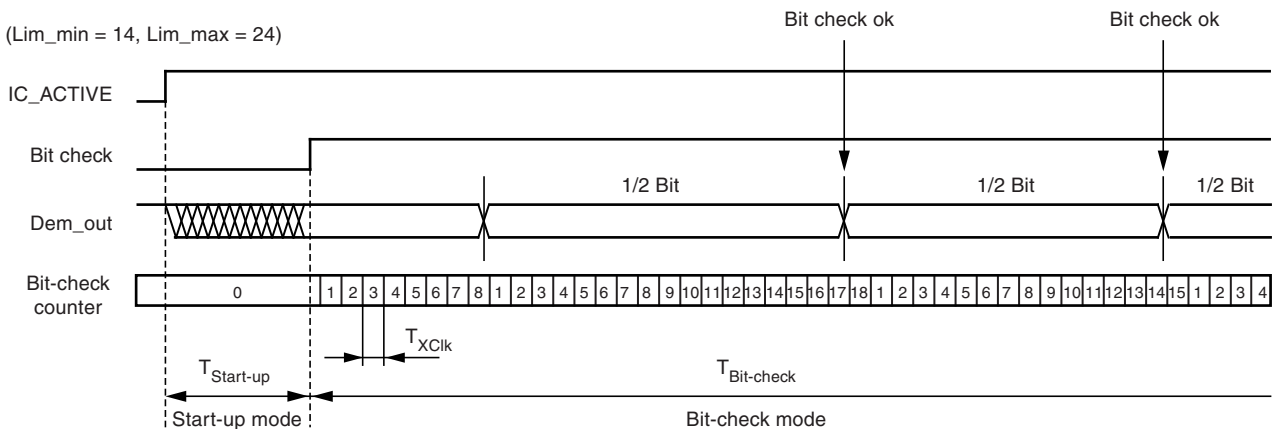 Bit check ok Bit check ok
(Lim_min = 14, Lim_max = 24)
IC_ACTIVE
Bit check
1/2 Bit 1/2 Bit 1/2 Bit
Dem_out
Bit-check
counter
0 1 2 3 4 5 6 7 8 1 2 3 4 5 6 7 8 9 10 11 12 13 14 15 16 17 18 1 2 3 4 5 6 7 8 9 10 11 12 13 14 15 1 2 3 4
TXClk
TStart-up TBit-check
Start-up mode Bit-check mode